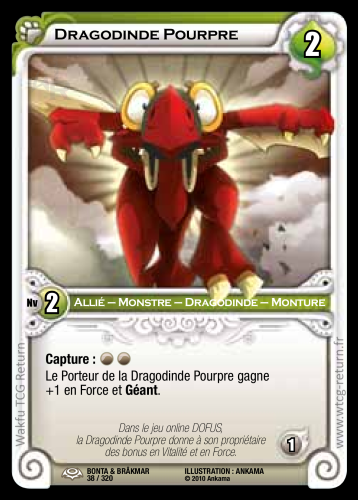 Dragodinde Pourpre
2
Nv 2
Allié – Monstre – Dragodinde – Monture
Capture :
Le Porteur de la Dragodinde Pourpre gagne
+1 en Force et Géant.
Dans le jeu online DOFUS,
la Dragodinde Pourpre donne à son propriétaire
des bonus en Vitalité et en Force.
1
BONTA & BRÂKMAR
38 / 320
ILLUSTRATION : ANKAMA
© 2010 Ankama
Wakfu TCG Return
www.wtcg-return.fr